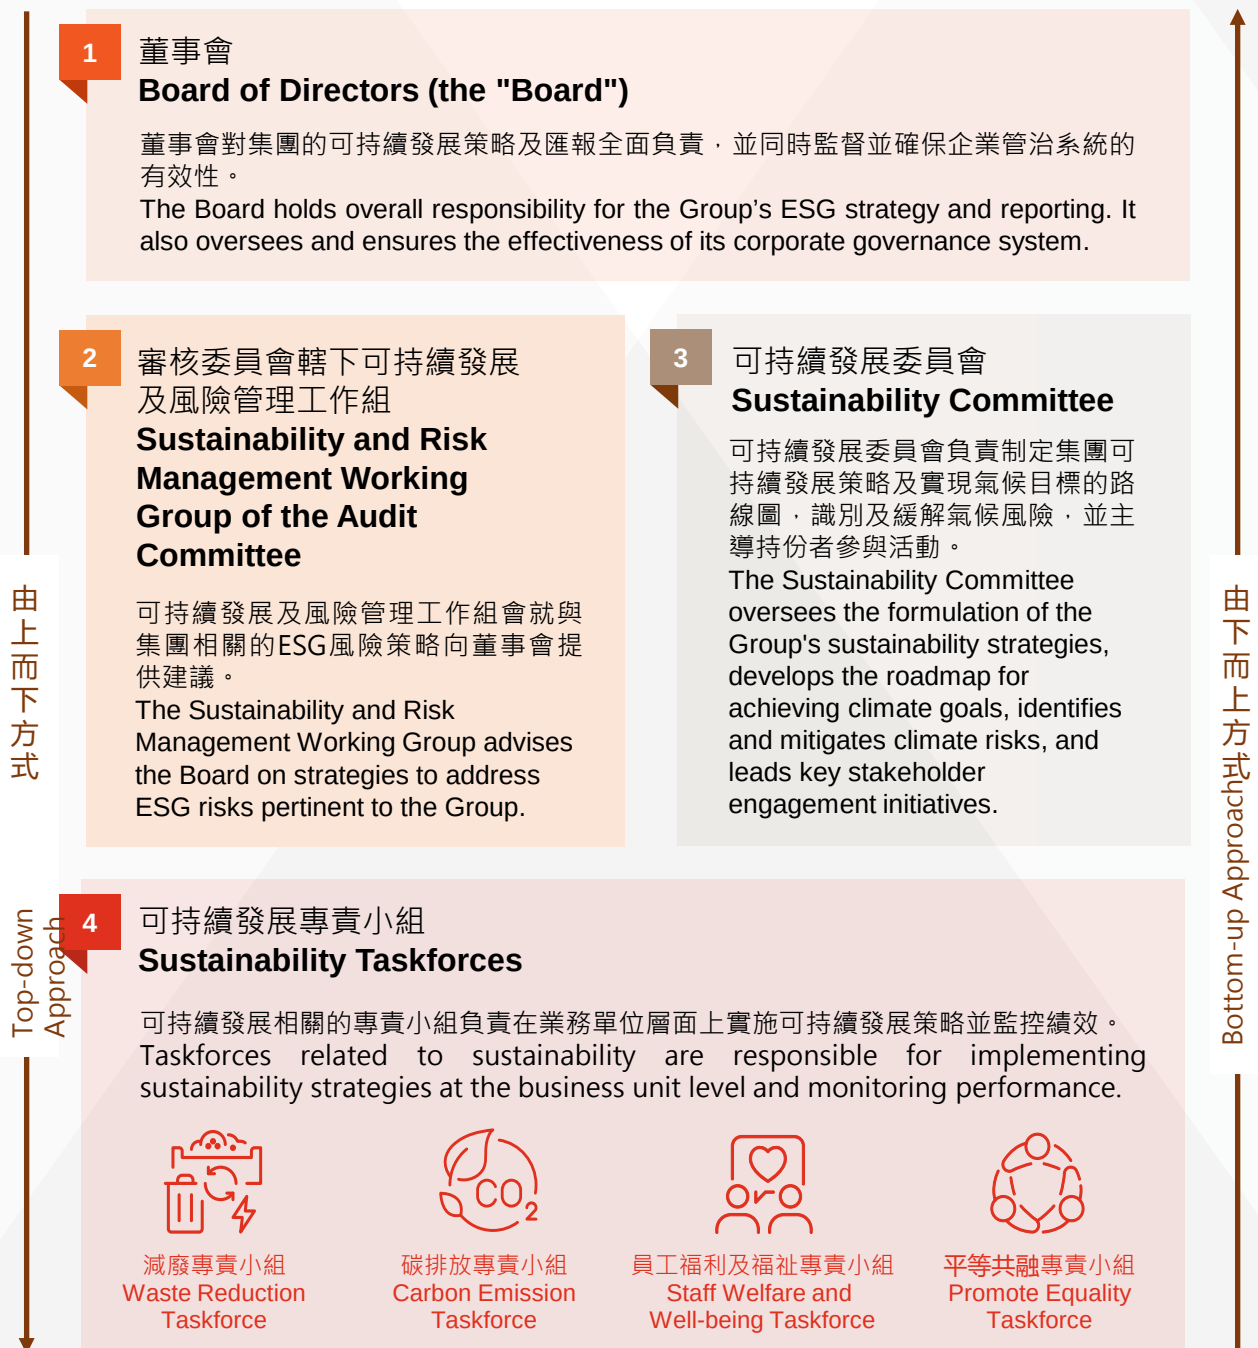 1
董事會
Board of Directors (the "Board")
董事會對集團的可持續發展策略及匯報全面負責，並同時監督並確保企業管治系統的
有效性。
The Board holds overall responsibility for the Group’s ESG strategy and reporting. It
also oversees and ensures the effectiveness of its corporate governance system.
2
審核委員會轄下可持續發展
及風險管理工作組
Sustainability and Risk
Management Working
Group of the Audit
Committee
可持續發展及風險管理工作組會就與
集團相關的ESG風險策略向董事會提
供建議。
The Sustainability and Risk
Management Working Group advises
the Board on strategies to address
ESG risks pertinent to the Group.
3
可持續發展委員會
Sustainability Committee
可持續發展委員會負責制定集團可
持續發展策略及實現氣候目標的路
線圖，識別及緩解氣候風險，並主
導持份者參與活動。
The Sustainability Committee
oversees the formulation of the
Group's sustainability strategies,
develops the roadmap for
achieving climate goals, identifies
and mitigates climate risks, and
leads key stakeholder
engagement initiatives.
由上而下方式
Top-down
Approach
由下而上方式
Bottom-up Approach
4
可持續發展專責小組
Sustainability Taskforces
可持續發展相關的專責小組負責在業務單位層面上實施可持續發展策略並監控績效。
Taskforces related to sustainability are responsible for implementing
sustainability strategies at the business unit level and monitoring performance.
CO2
減廢專責小組
Waste Reduction
Taskforce
碳排放專責小組
Carbon Emission
Taskforce
員工福利及福祉專責小組
Staff Welfare and
Well-being Taskforce
平等共融專責小組
Promote Equality
Taskforce